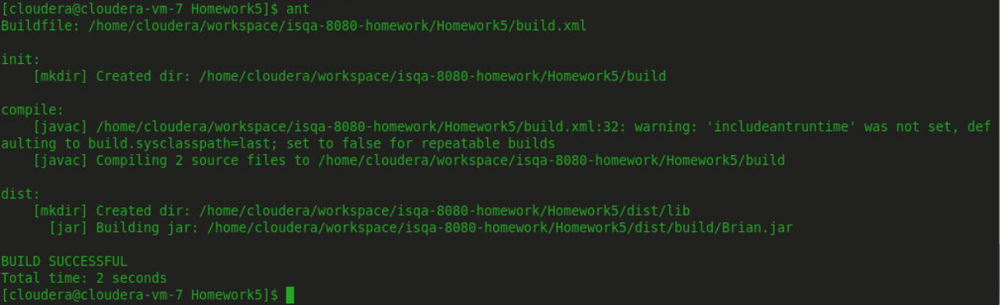 [cloudera@cloudera-vm-7 Homework5]$ ant
Buildfile: /home/cloudera/workspace/isqa-8080-homework/Homework5/build.xml
init:
[mkdir] Created dir: /home/cloudera/workspace/isqa-8080-homework/Homework5/build
compile:
[javac] /home/cloudera/workspace/isqa-8080-homework/Homework5/build.xml:32: warning: 'includeantruntime' was not set, def
aulting to build.sysclasspath=last; set to false for repeatable builds
[javac] Compiling 2 source files to /home/cloudera/workspace/isqa-8080-homework/Homework5/build
dist:
[mkdir] Created dir: /home/cloudera/workspace/isqa-8080-homework/Homework5/dist/lib
[jar] Building jar: /home/cloudera/workspace/isqa-8080-homework/Homework5/dist/build/Brian.jar
BUILD SUCCESSFUL
Total time: 2 seconds
[cloudera@cloudera-vm-7 Homework5]$